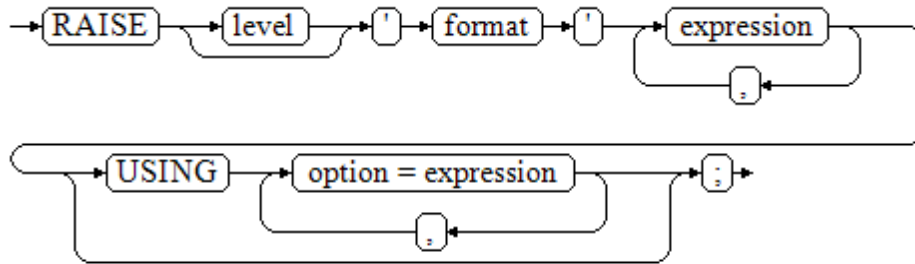 RAISE level ' format ' expression
,
USING option = expression ;
,